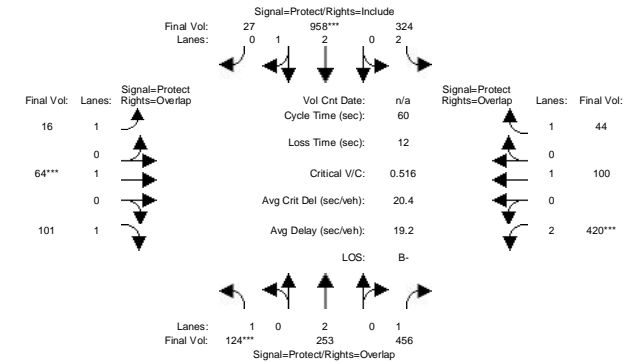 Signal=Protect/Rights=Include
Final Vol: 27 958*** 324
Lanes: 0 1 2 0 2
Signal=Protect
Final Vol: Lanes: Rights=Overlap
Vol Cnt Date: n/a
Signal=Protect
Rights=Overlap Lanes: Final Vol:
Cycle Time (sec): 60
16 1
1 44
Loss Time (sec): 12
0
0
64*** 1
Critical V/C: 0.516
1 100
0
Avg Crit Del (sec/veh): 20.4
0
101 1
Avg Delay (sec/veh): 19.2
2 420***
LOS: B-
Lanes: 1 0 2 0 1
Final Vol: 124*** 253 456
Signal=Protect/Rights=Overlap